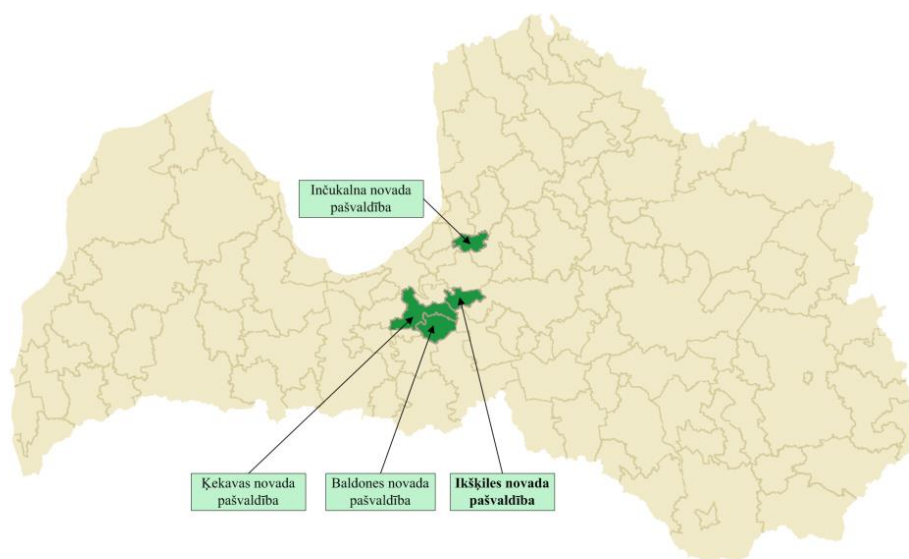 Inčukalna novada
pašvaldība
Ķekavas novada
pašvaldība
Baldones novada
pašvaldība
Ikšķiles novada
pašvaldība